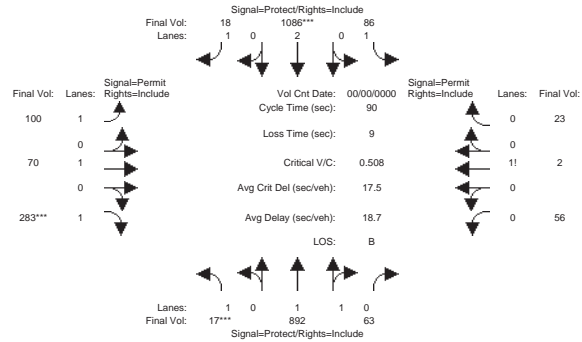 Signal=Protect/Rights=Include
Final Vol: 18 1086*** 86
Lanes: 1 0 2 0 1
Signal=Permit Signal=Permit
Final Vol: Lanes: Rights=Include Vol Cnt Date: 00/00/0000 Rights=Include Lanes: Final Vol:
Cycle Time (sec): 90
100 1 0 23
Loss Time (sec): 9
0 0
70 1 Critical V/C: 0.508 1! 2
0 Avg Crit Del (sec/veh): 17.5 0
283*** 1 Avg Delay (sec/veh): 18.7 0 56
LOS: B
Lanes: 1 0 1 1 0
Final Vol: 17*** 892 63
Signal=Protect/Rights=Include